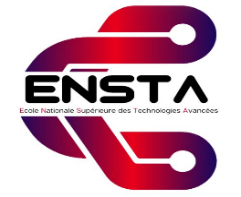 ENSTA
Ecole Nationale Supérieure des Technologies Avancées